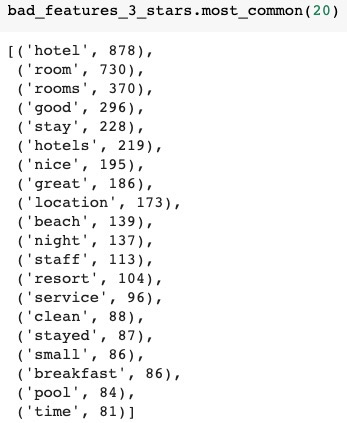 bad_features_3_stars.most_common(20)
[('hotel', 878),
('room', 730),
('rooms', 370),
('good', 296),
('stay', 228),
('hotels', 219),
('nice', 195),
('great', 186),
('location', 173),
('beach', 139),
('night', 137),
('staff', 113),
('resort', 104),
('service', 96),
('clean', 88),
('stayed', 87),
('small', 86),
('breakfast', 86),
('pool', 84),
('time', 81)]